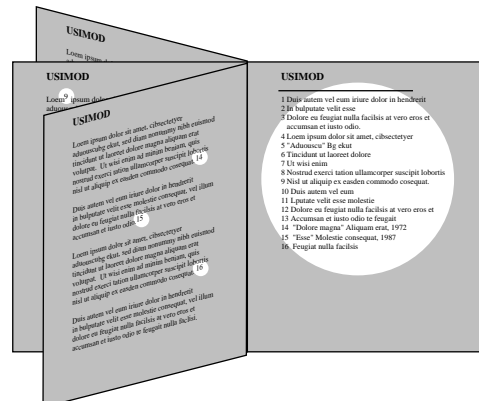 USIMOD
Loem ipsum d
USIMOD
Loem ipsum dolo
9
USIMOD
Loem ipsum dolor sit amet, cibsectetyer
aduouscubg ekut, sed diam nonumumy nibh euismod
tincidunt ut laoreet dolore magna aliquam erat
volutpat. Ut wisi enim ad minim beniam, quis
nostrud exerci tation ullamcorper suscipit lobortis
nisl ut aliquip ex easden commodo consequat.
14
Duis autem vel eum iriure dolor in hendrerit
in bulputate velit esse molestie consequat, vel illum
dolore eu feugiat nulla facilsis at vero eros et
accumsan et iusto odio
15
Loem ipsum dolor sit amet, cibsectetyer
aduouscubg ekut, sed diam nonumumy nibh euismod
tincidunt ut laoreet dolore magna aliquam erat
volutpat. Ut wisi enim ad minim beniam, quis
nostrud exerci tation ullamcorper suscipit lobortis
nisl ut aliquip ex easden commodo consequat.
16
Duis autem vel eum iriure dolor in hendrerit
in bulputate velit esse molestie consequat, vel illum
dolore eu feugiat nulla facilsis at vero eros et
accumsan et iusto odio te feugait nulla facilisi.
USIMOD
1 Duis autem vel eum iriure dolor in hendrerit
2 In bulputate velit esse
3 Dolore eu feugiat nulla facilsis at vero eros et
accumsan et iusto odio.
4 Loem ipsum dolor sit amet, cibsectetyer
5 "Aduouscu" Bg ekut
6 Tincidunt ut laoreet dolore
7 Ut wisi enim
8 Nostrud exerci tation ullamcorper suscipit lobortis
9 Nisl ut aliquip ex easden commodo consequat.
10 Duis autem vel eum
11 Lputate velit esse molestie
12 Dolore eu feugiat nulla facilsis at vero eros et
13 Accumsan et iusto odio te feugait
14 "Dolore magna" Aliquam erat, 1972
15 "Esse" Molestie consequat, 1987
16 Feugiat nulla facilsis